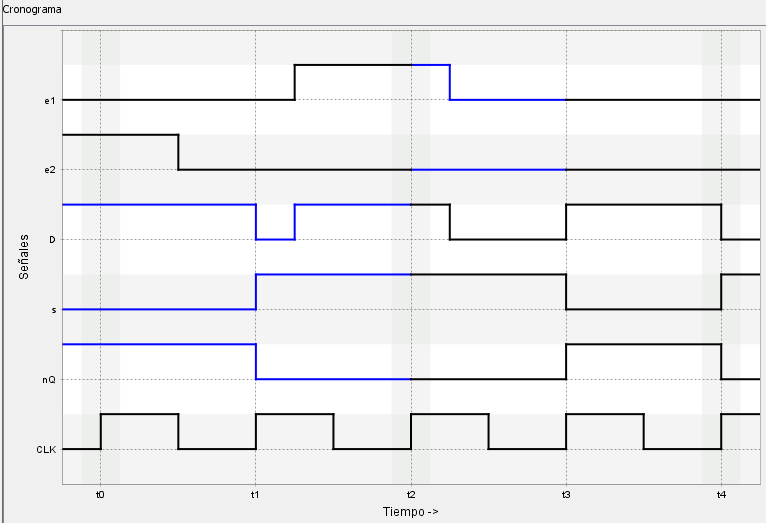 Cronograma
e1
e2
D
s
nQ
CLK
Señales
t0 t1 t2 t3 t4
Tiempo ->